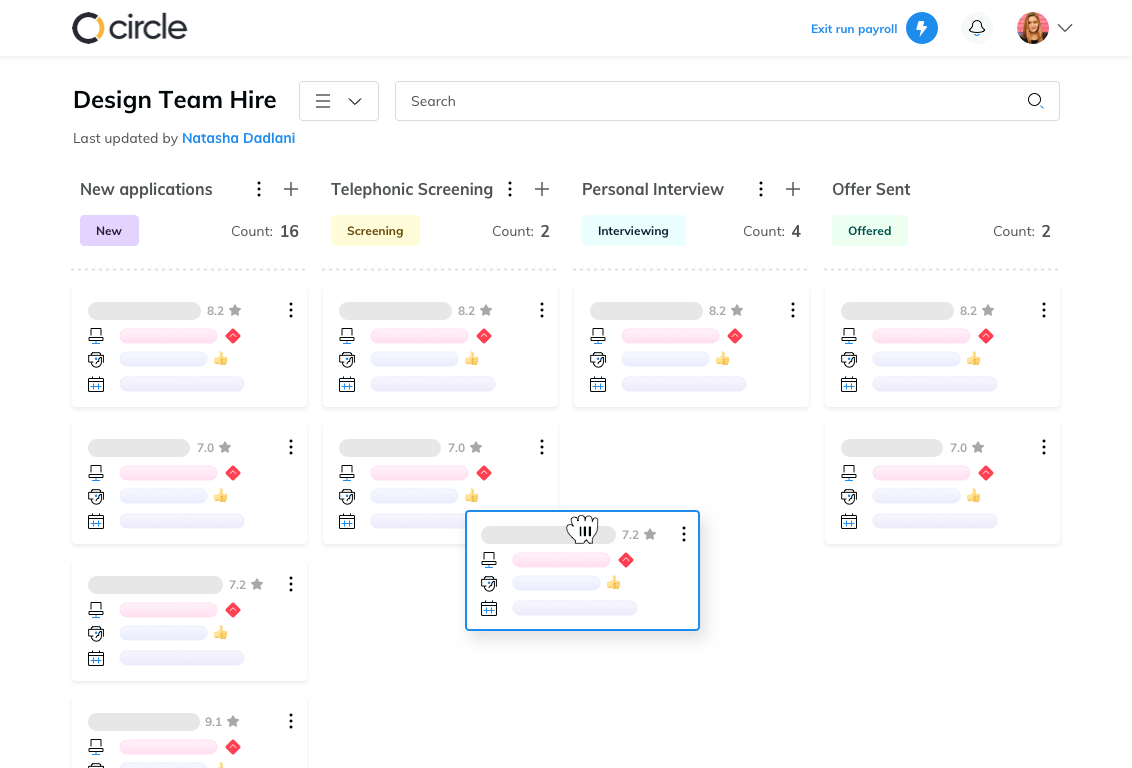 circle
Exit run payroll
Design Team Hire
Search
Last updated by Natasha Dadlani
New applications
Telephonic Screening
Personal Interview
Offer Sent
New
Count: 16
Screening
Count: 2
Interviewing
Count: 4
Offered
Count: 2
8.2
8.2
8.2
8.2
7.0
7.0
7.0
7.2
7.2
9.1